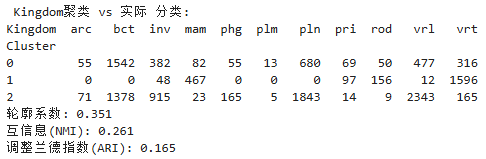 Kingdom聚类 vs 实际 分类:
Kingdom arc bct inv mam phg plm pln pri rod vrl vrt
Cluster
0 55 1542 382 82 55 13 680 69 50 477 316
1 0 0 48 467 0 0 0 97 156 12 1596
2 71 1378 915 23 165 5 1843 14 9 2343 165
轮廓系数: 0.351
互信息(NMI): 0.261
调整兰德指数(ARI): 0.165